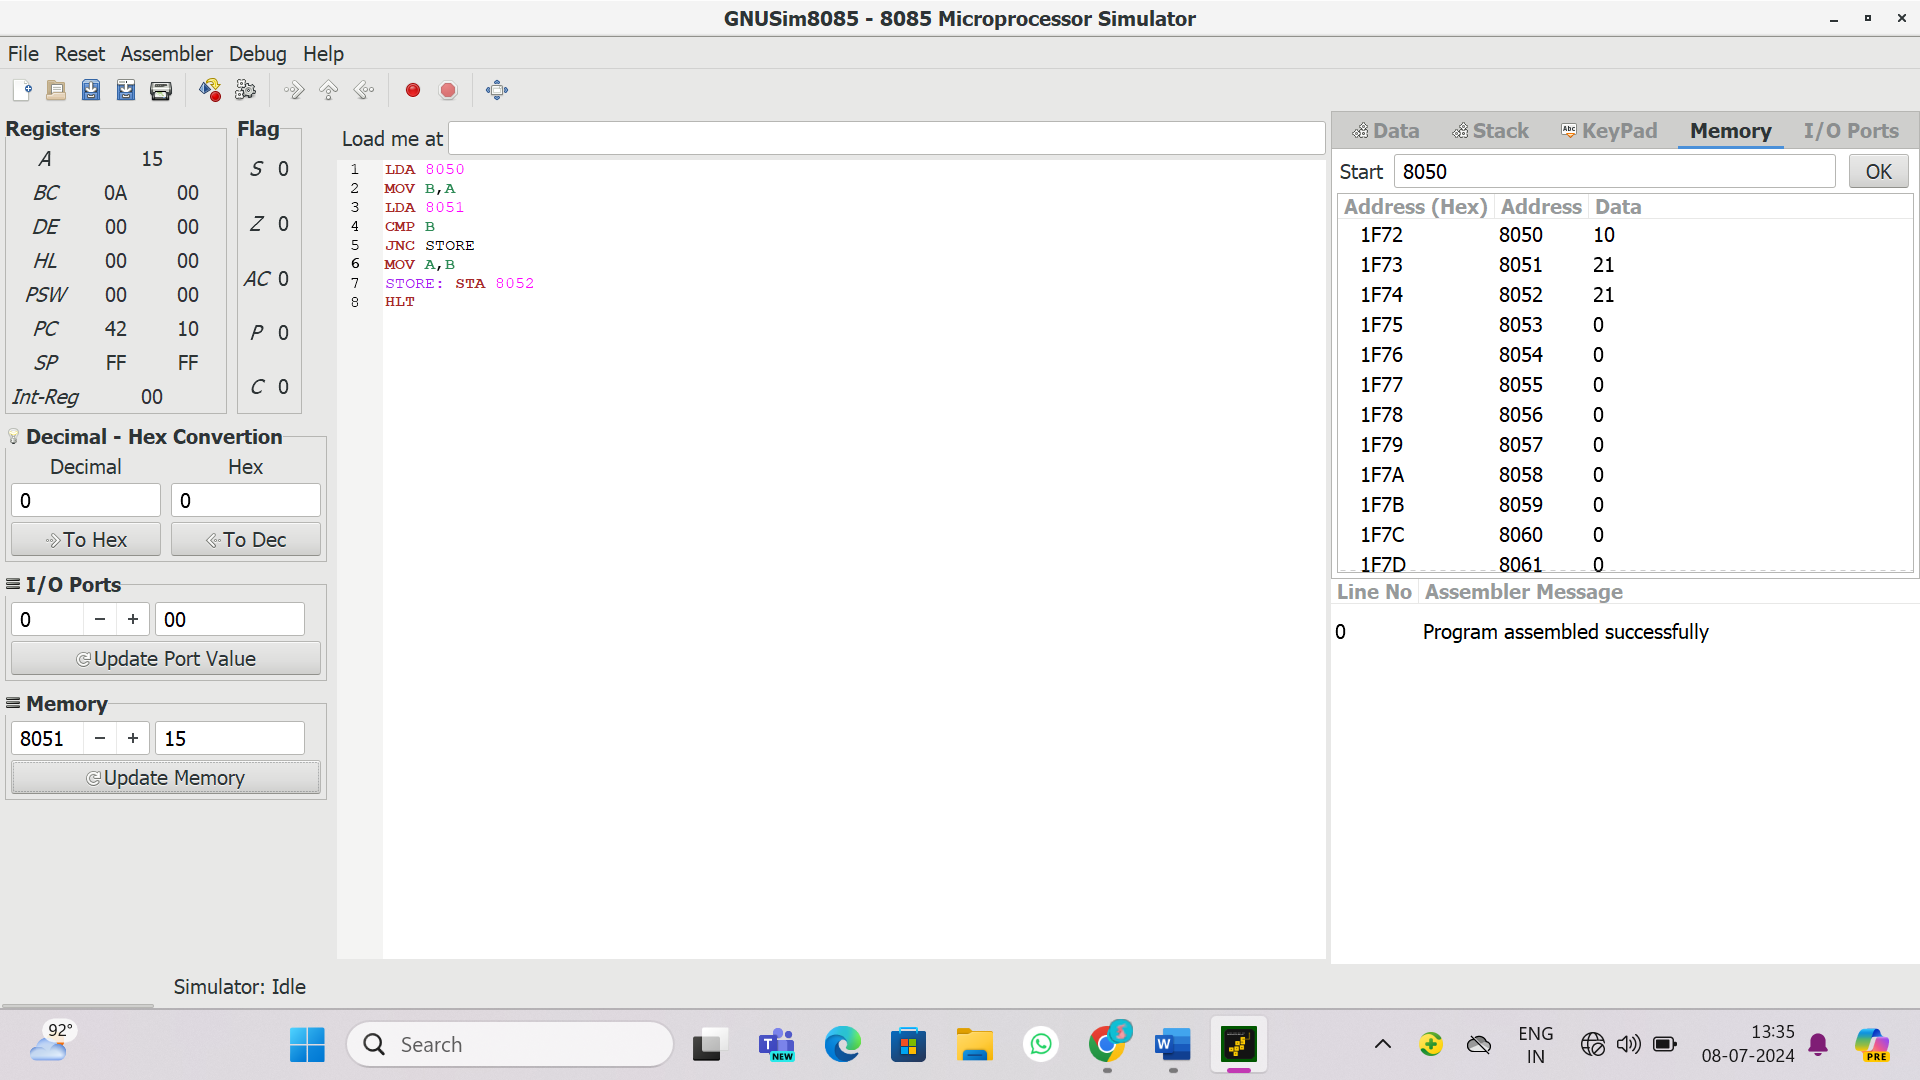 GNUSim8085 - 8085 Microprocessor Simulator
File Reset Assembler Debug Help
Registers
A 15
BC 0A 00
DE 00 00
HL 00 00
PSW 00 00
PC 42 10
SP FF FF
Int-Reg 00
Flag
S 0
Z 0
AC 0
P 0
C 0
Decimal - Hex Convertion
Decimal Hex
0 0
To Hex To Dec
I/O Ports
0 − + 00
Update Port Value
Memory
8051 − + 15
Update Memory
Load me at
1 LDA 8050
2 MOV B,A
3 LDA 8051
4 CMP B
5 JNC STORE
6 MOV A,B
7 STORE: STA 8052
8 HLT
Data Stack Abc KeyPad Memory I/O Ports
Start 8050 OK
Address (Hex) Address Data
1F72 8050 10
1F73 8051 21
1F74 8052 21
1F75 8053 0
1F76 8054 0
1F77 8055 0
1F78 8056 0
1F79 8057 0
1F7A 8058 0
1F7B 8059 0
1F7C 8060 0
1F7D 8061 0
Line No Assembler Message
0 Program assembled successfully
Simulator: Idle
92°
Search
NEW
ENG
IN
13:35
08-07-2024
PRE